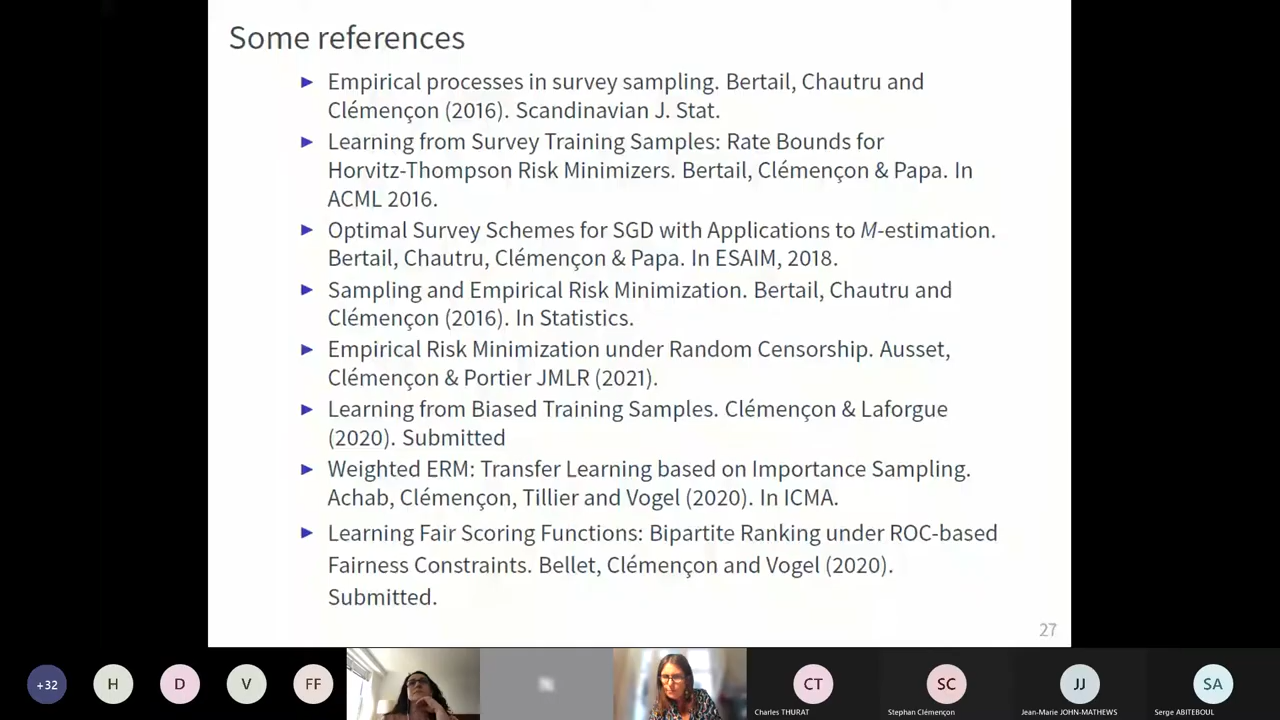 Some references
Empirical processes in survey sampling. Bertail, Chautru and
Clémençon (2016). Scandinavian J. Stat.
Learning from Survey Training Samples: Rate Bounds for
Horvitz-Thompson Risk Minimizers. Bertail, Clémençon & Papa. In
ACML 2016.
Optimal Survey Schemes for SGD with Applications to M-estimation.
Bertail, Chautru, Clémençon & Papa. In ESAIM, 2018.
Sampling and Empirical Risk Minimization. Bertail, Chautru and
Clémençon (2016). In Statistics.
Empirical Risk Minimization under Random Censorship. Ausset,
Clémençon & Portier JMLR (2021).
Learning from Biased Training Samples. Clémençon & Laforgue
(2020). Submitted
Weighted ERM: Transfer Learning based on Importance Sampling.
Achab, Clémençon, Tillier and Vogel (2020). In ICMA.
Learning Fair Scoring Functions: Bipartite Ranking under ROC-based
Fairness Constraints. Bellet, Clémençon and Vogel (2020).
Submitted.
27
+32
H
D
V
FF
CT
SC
JJ
SA
Charles THURAT
Stephan Clémençon
Jean-Marie JOHN-MATHEWS
Serge ABITEBOUL